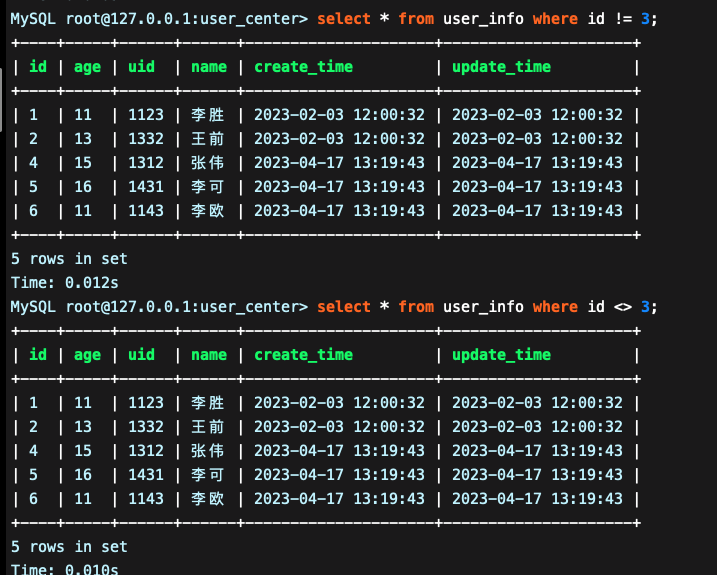 MySQL root@127.0.0.1:user_center> select * from user_info where id != 3;
+----+-----+------+------+---------------------+---------------------+
| id | age | uid  | name | create_time         | update_time         |
+----+-----+------+------+---------------------+---------------------+
| 1  | 11  | 1123 | 李胜 | 2023-02-03 12:00:32 | 2023-02-03 12:00:32 |
| 2  | 13  | 1332 | 王前 | 2023-02-03 12:00:32 | 2023-02-03 12:00:32 |
| 4  | 15  | 1312 | 张伟 | 2023-04-17 13:19:43 | 2023-04-17 13:19:43 |
| 5  | 16  | 1431 | 李可 | 2023-04-17 13:19:43 | 2023-04-17 13:19:43 |
| 6  | 11  | 1143 | 李欧 | 2023-04-17 13:19:43 | 2023-04-17 13:19:43 |
+----+-----+------+------+---------------------+---------------------+
5 rows in set
Time: 0.012s
MySQL root@127.0.0.1:user_center> select * from user_info where id <> 3;
+----+-----+------+------+---------------------+---------------------+
| id | age | uid  | name | create_time         | update_time         |
+----+-----+------+------+---------------------+---------------------+
| 1  | 11  | 1123 | 李胜 | 2023-02-03 12:00:32 | 2023-02-03 12:00:32 |
| 2  | 13  | 1332 | 王前 | 2023-02-03 12:00:32 | 2023-02-03 12:00:32 |
| 4  | 15  | 1312 | 张伟 | 2023-04-17 13:19:43 | 2023-04-17 13:19:43 |
| 5  | 16  | 1431 | 李可 | 2023-04-17 13:19:43 | 2023-04-17 13:19:43 |
| 6  | 11  | 1143 | 李欧 | 2023-04-17 13:19:43 | 2023-04-17 13:19:43 |
+----+-----+------+------+---------------------+---------------------+
5 rows in set
Time: 0.010s